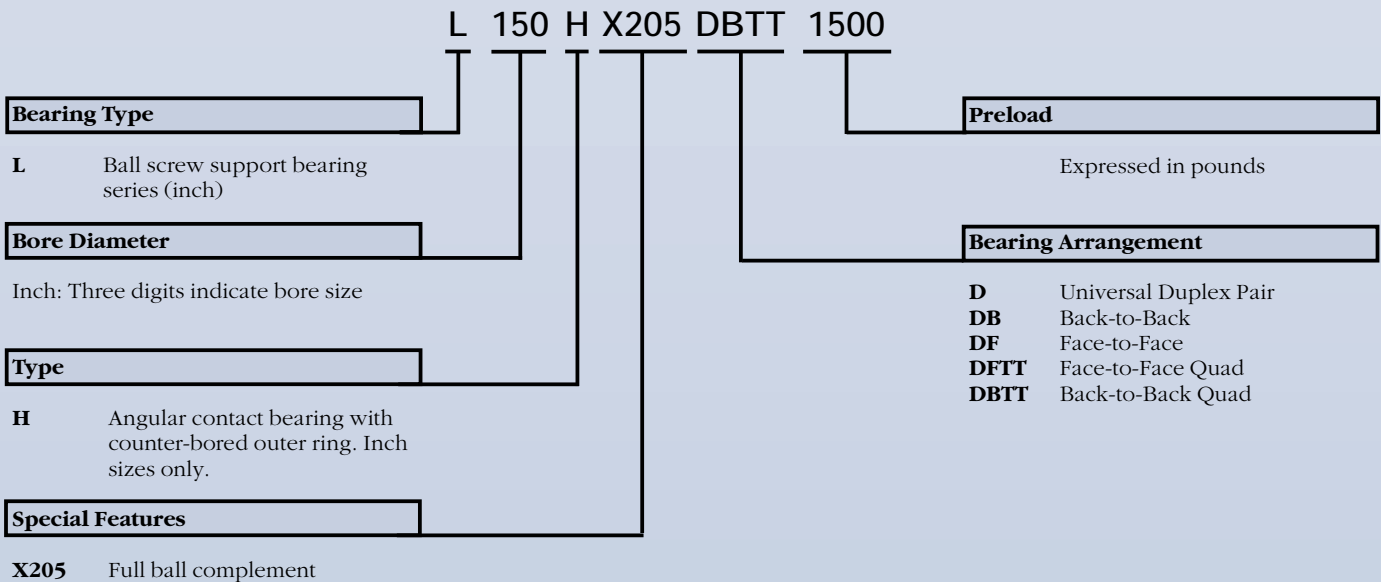 L 150 H X205 DBTT 1500
Bearing Type
L Ball screw support bearing
series (inch)
Bore Diameter
Inch: Three digits indicate bore size
Type
H Angular contact bearing with
counter-bored outer ring. Inch
sizes only.
Special Features
X205 Full ball complement
Preload
Expressed in pounds
Bearing Arrangement
D Universal Duplex Pair
DB Back-to-Back
DF Face-to-Face
DFTT Face-to-Face Quad
DBTT Back-to-Back Quad